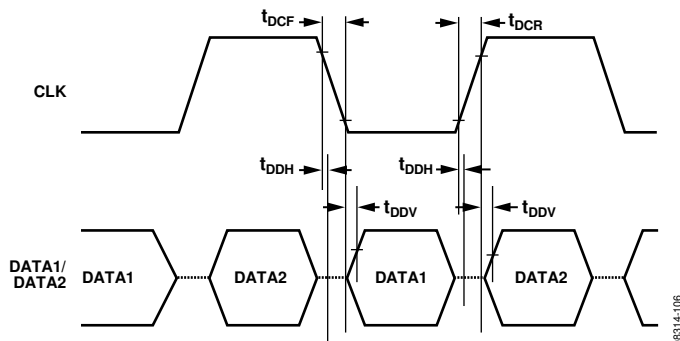 tDCF
tDCR
CLK
tDDH
tDDH
tDDV
tDDV
DATA1/
DATA2
DATA1
DATA2
DATA1
DATA2
08314-106